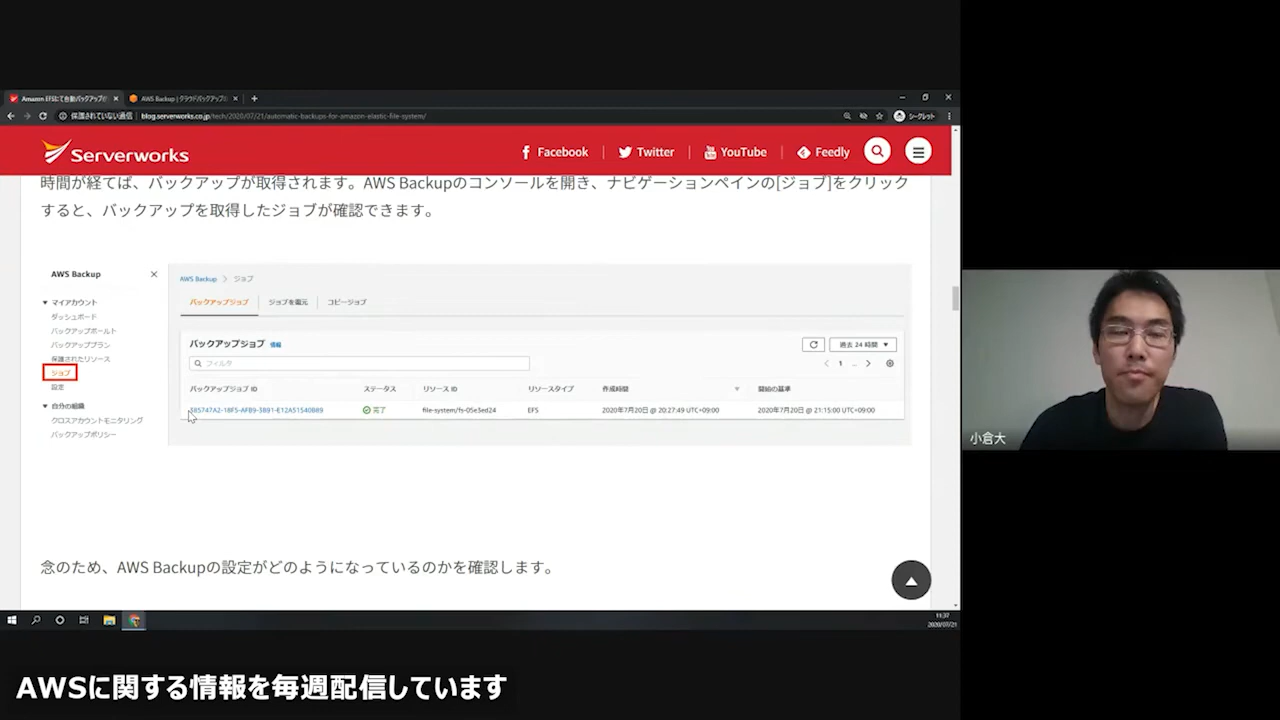 Amazon EFSにて自動バックアップが
AWS Backup | クラウドバックアップの
保護されていない通信 | blog.serverworks.co.jp/tech/2020/07/21/automatic-backups-for-amazon-elastic-file-system/
シークレット
Serverworks
Facebook
Twitter
YouTube
Feedly
時間が経てば、バックアップが取得されます。AWS Backupのコンソールを開き、ナビゲーションペインの[ジョブ]をクリック
すると、バックアップを取得したジョブが確認できます。
AWS Backup
マイアカウント
ダッシュボード
バックアップボールト
バックアッププラン
保護されたリソース
ジョブ
設定
自分の組織
クロスアカウントモニタリング
バックアップポリシー
AWS Backup > ジョブ
バックアップジョブ
ジョブを復元
コピージョブ
バックアップジョブ 情報
過去 24 時間
フィルタ
1 ...
バックアップジョブ ID
ステータス
リソース ID
リソースタイプ
作成時間
開始の基準
585747A2-18F5-AFB9-3891-E12A51540B89
完了
file-system/fs-05e3ed24
EFS
2020年7月20日 @ 20:27:49 UTC+09:00
2020年7月20日 @ 21:15:00 UTC+09:00
念のため、AWS Backupの設定がどのようになっているのかを確認します。
11:37
2020/07/21
小倉大
AWSに関する情報を毎週配信しています